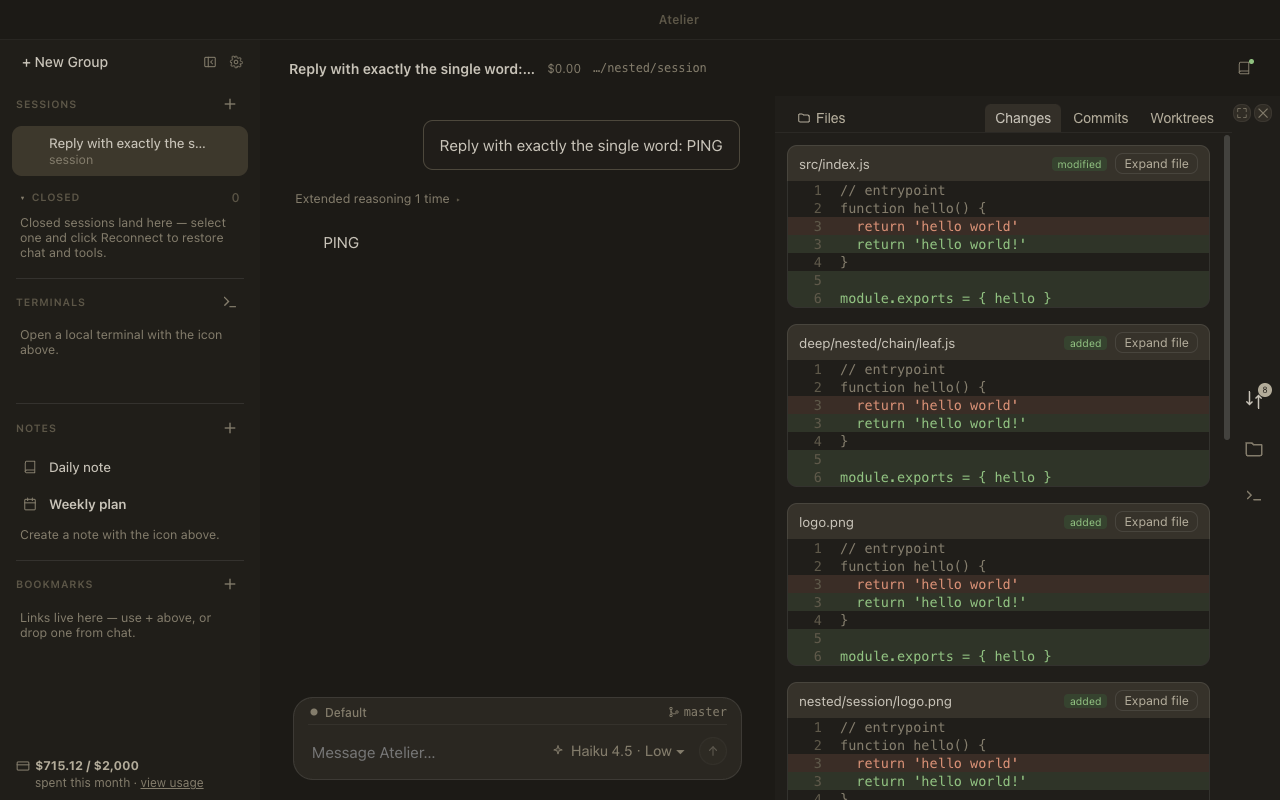 Atelier
+ New Group
SESSIONS
Reply with exactly the s...
session
CLOSED 0
Closed sessions land here — select
one and click Reconnect to restore
chat and tools.
TERMINALS
Open a local terminal with the icon
above.
NOTES
Daily note
Weekly plan
Create a note with the icon above.
BOOKMARKS
Links live here — use + above, or
drop one from chat.
$715.12 / $2,000
spent this month · view usage
Reply with exactly the single word:... $0.00 …/nested/session
Reply with exactly the single word: PING
Extended reasoning 1 time
PING
Default master
Message Atelier... Haiku 4.5 · Low
Files Changes Commits Worktrees
src/index.js modified Expand file
1 // entrypoint
2 function hello() {
3 return 'hello world'
3 return 'hello world!'
4 }
5
6 module.exports = { hello }
deep/nested/chain/leaf.js added Expand file
1 // entrypoint
2 function hello() {
3 return 'hello world'
3 return 'hello world!'
4 }
5
6 module.exports = { hello }
logo.png added Expand file
1 // entrypoint
2 function hello() {
3 return 'hello world'
3 return 'hello world!'
4 }
5
6 module.exports = { hello }
nested/session/logo.png added Expand file
1 // entrypoint
2 function hello() {
3 return 'hello world'
3 return 'hello world!'
4 }
8